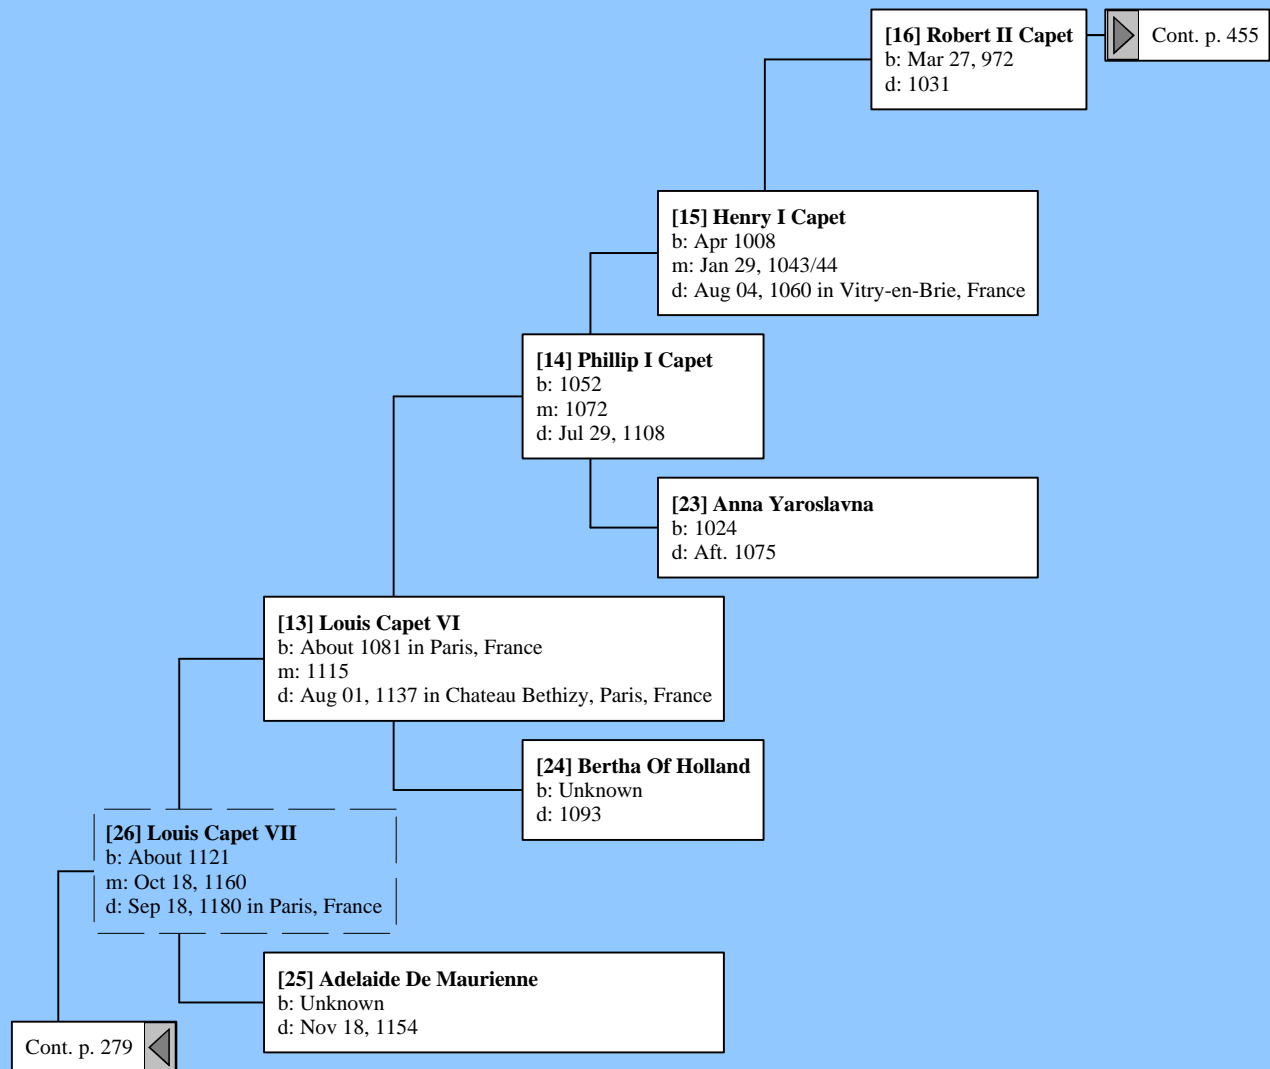 [16] Robert II Capet
b: Mar 27, 972
d: 1031
Cont. p. 455
[15] Henry I Capet
b: Apr 1008
m: Jan 29, 1043/44
d: Aug 04, 1060 in Vitry-en-Brie, France
[14] Phillip I Capet
b: 1052
m: 1072
d: Jul 29, 1108
[23] Anna Yaroslavna
b: 1024
d: Aft. 1075
[13] Louis Capet VI
b: About 1081 in Paris, France
m: 1115
d: Aug 01, 1137 in Chateau Bethizy, Paris, France
[24] Bertha Of Holland
b: Unknown
d: 1093
[26] Louis Capet VII
b: About 1121
m: Oct 18, 1160
d: Sep 18, 1180 in Paris, France
[25] Adelaide De Maurienne
b: Unknown
d: Nov 18, 1154
Cont. p. 279